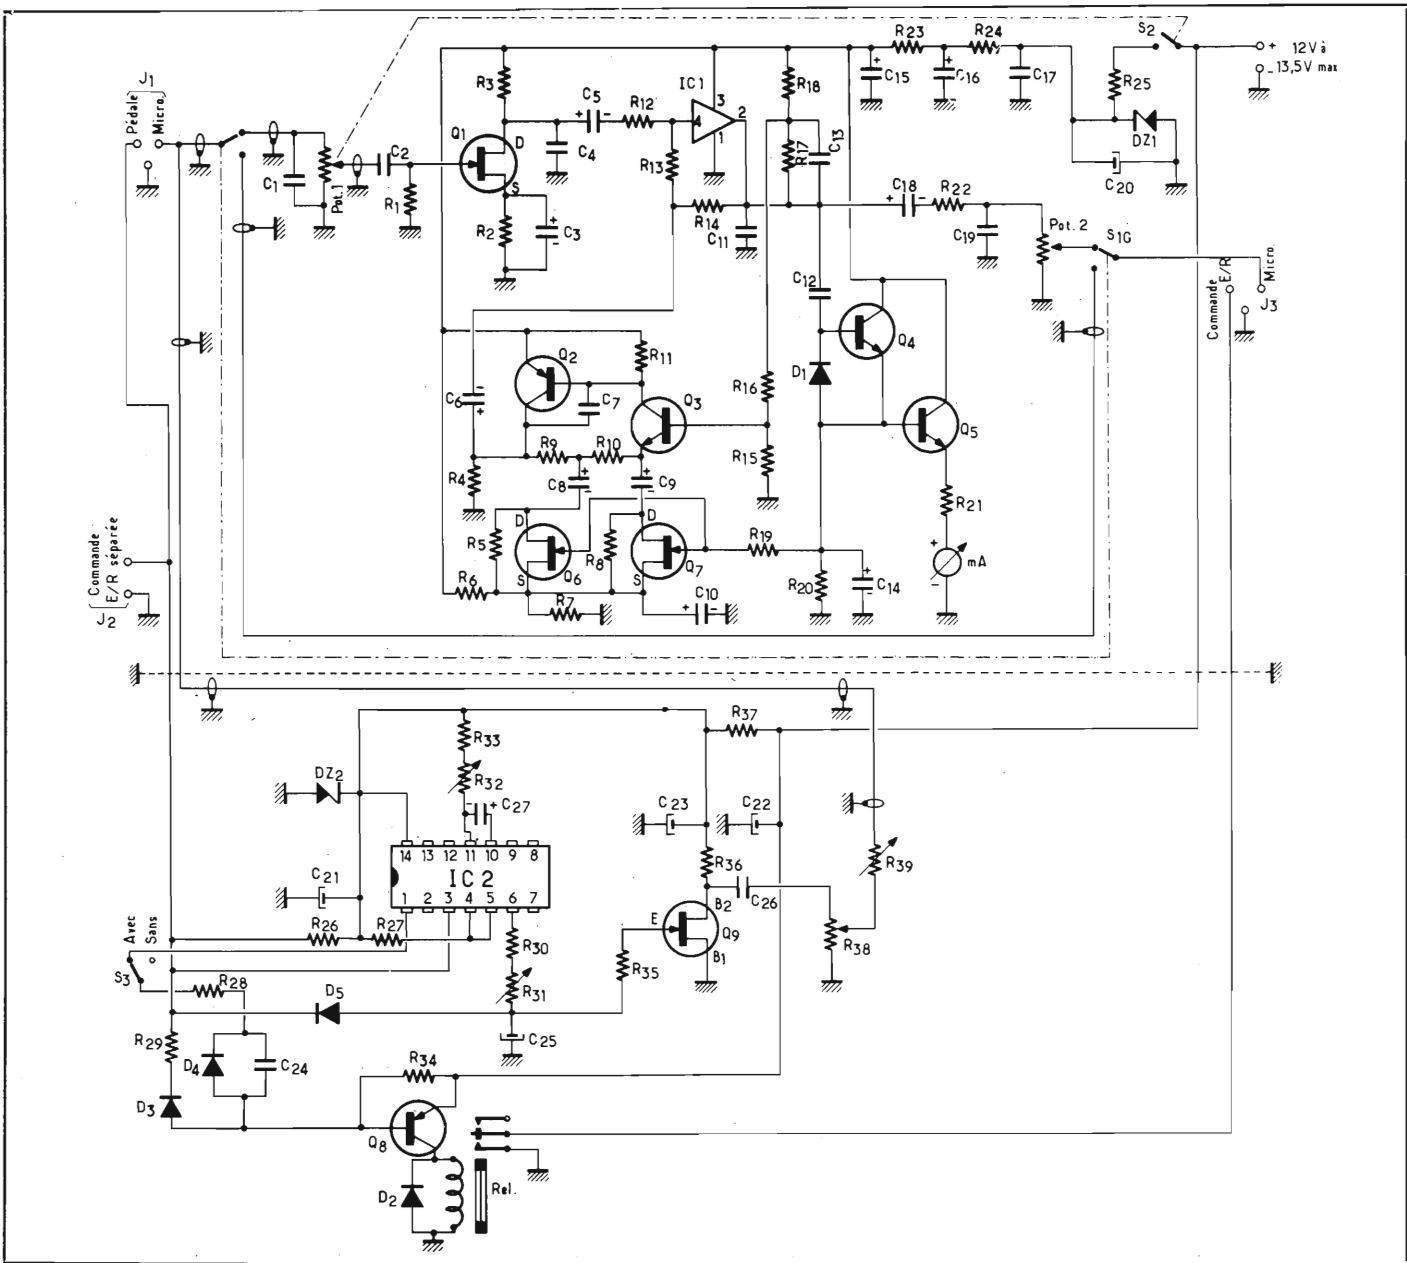 J1
Pédale
Micro.
C1
Pot.1
C2
R1
Q1
D
S
R3
R2
C3
C4
C5
R12
R13
R14
IC1
3
4
2
1
C11
R18
R17
C13
R23
R24
C15
C16
C17
S2
+ 12V à
- 13,5V max
R25
DZ1
C20
C18
R22
C19
Pot. 2
S1G
Commande
E/R
Micro
J3
C12
Q4
D1
Q5
R21
+
mA
-
R16
R15
R11
Q2
C7
Q3
C6
R4
R9
R10
C8
C9
R5
D
S
Q6
R8
D
S
Q7
R19
R20
C14
R6
R7
C10
Commande
E/R séparée
J2
R37
R33
R32
DZ2
C27
C23
C22
14 13 12 11 10 9 8
IC 2
1 2 3 4 5 6 7
C21
R36
C26
R39
R38
B2
E
Q9
B1
R35
Avec
Sans
S3
R26
R27
R28
R30
R31
D5
C25
R29
D4
C24
D3
R34
Q8
D2
Rel.